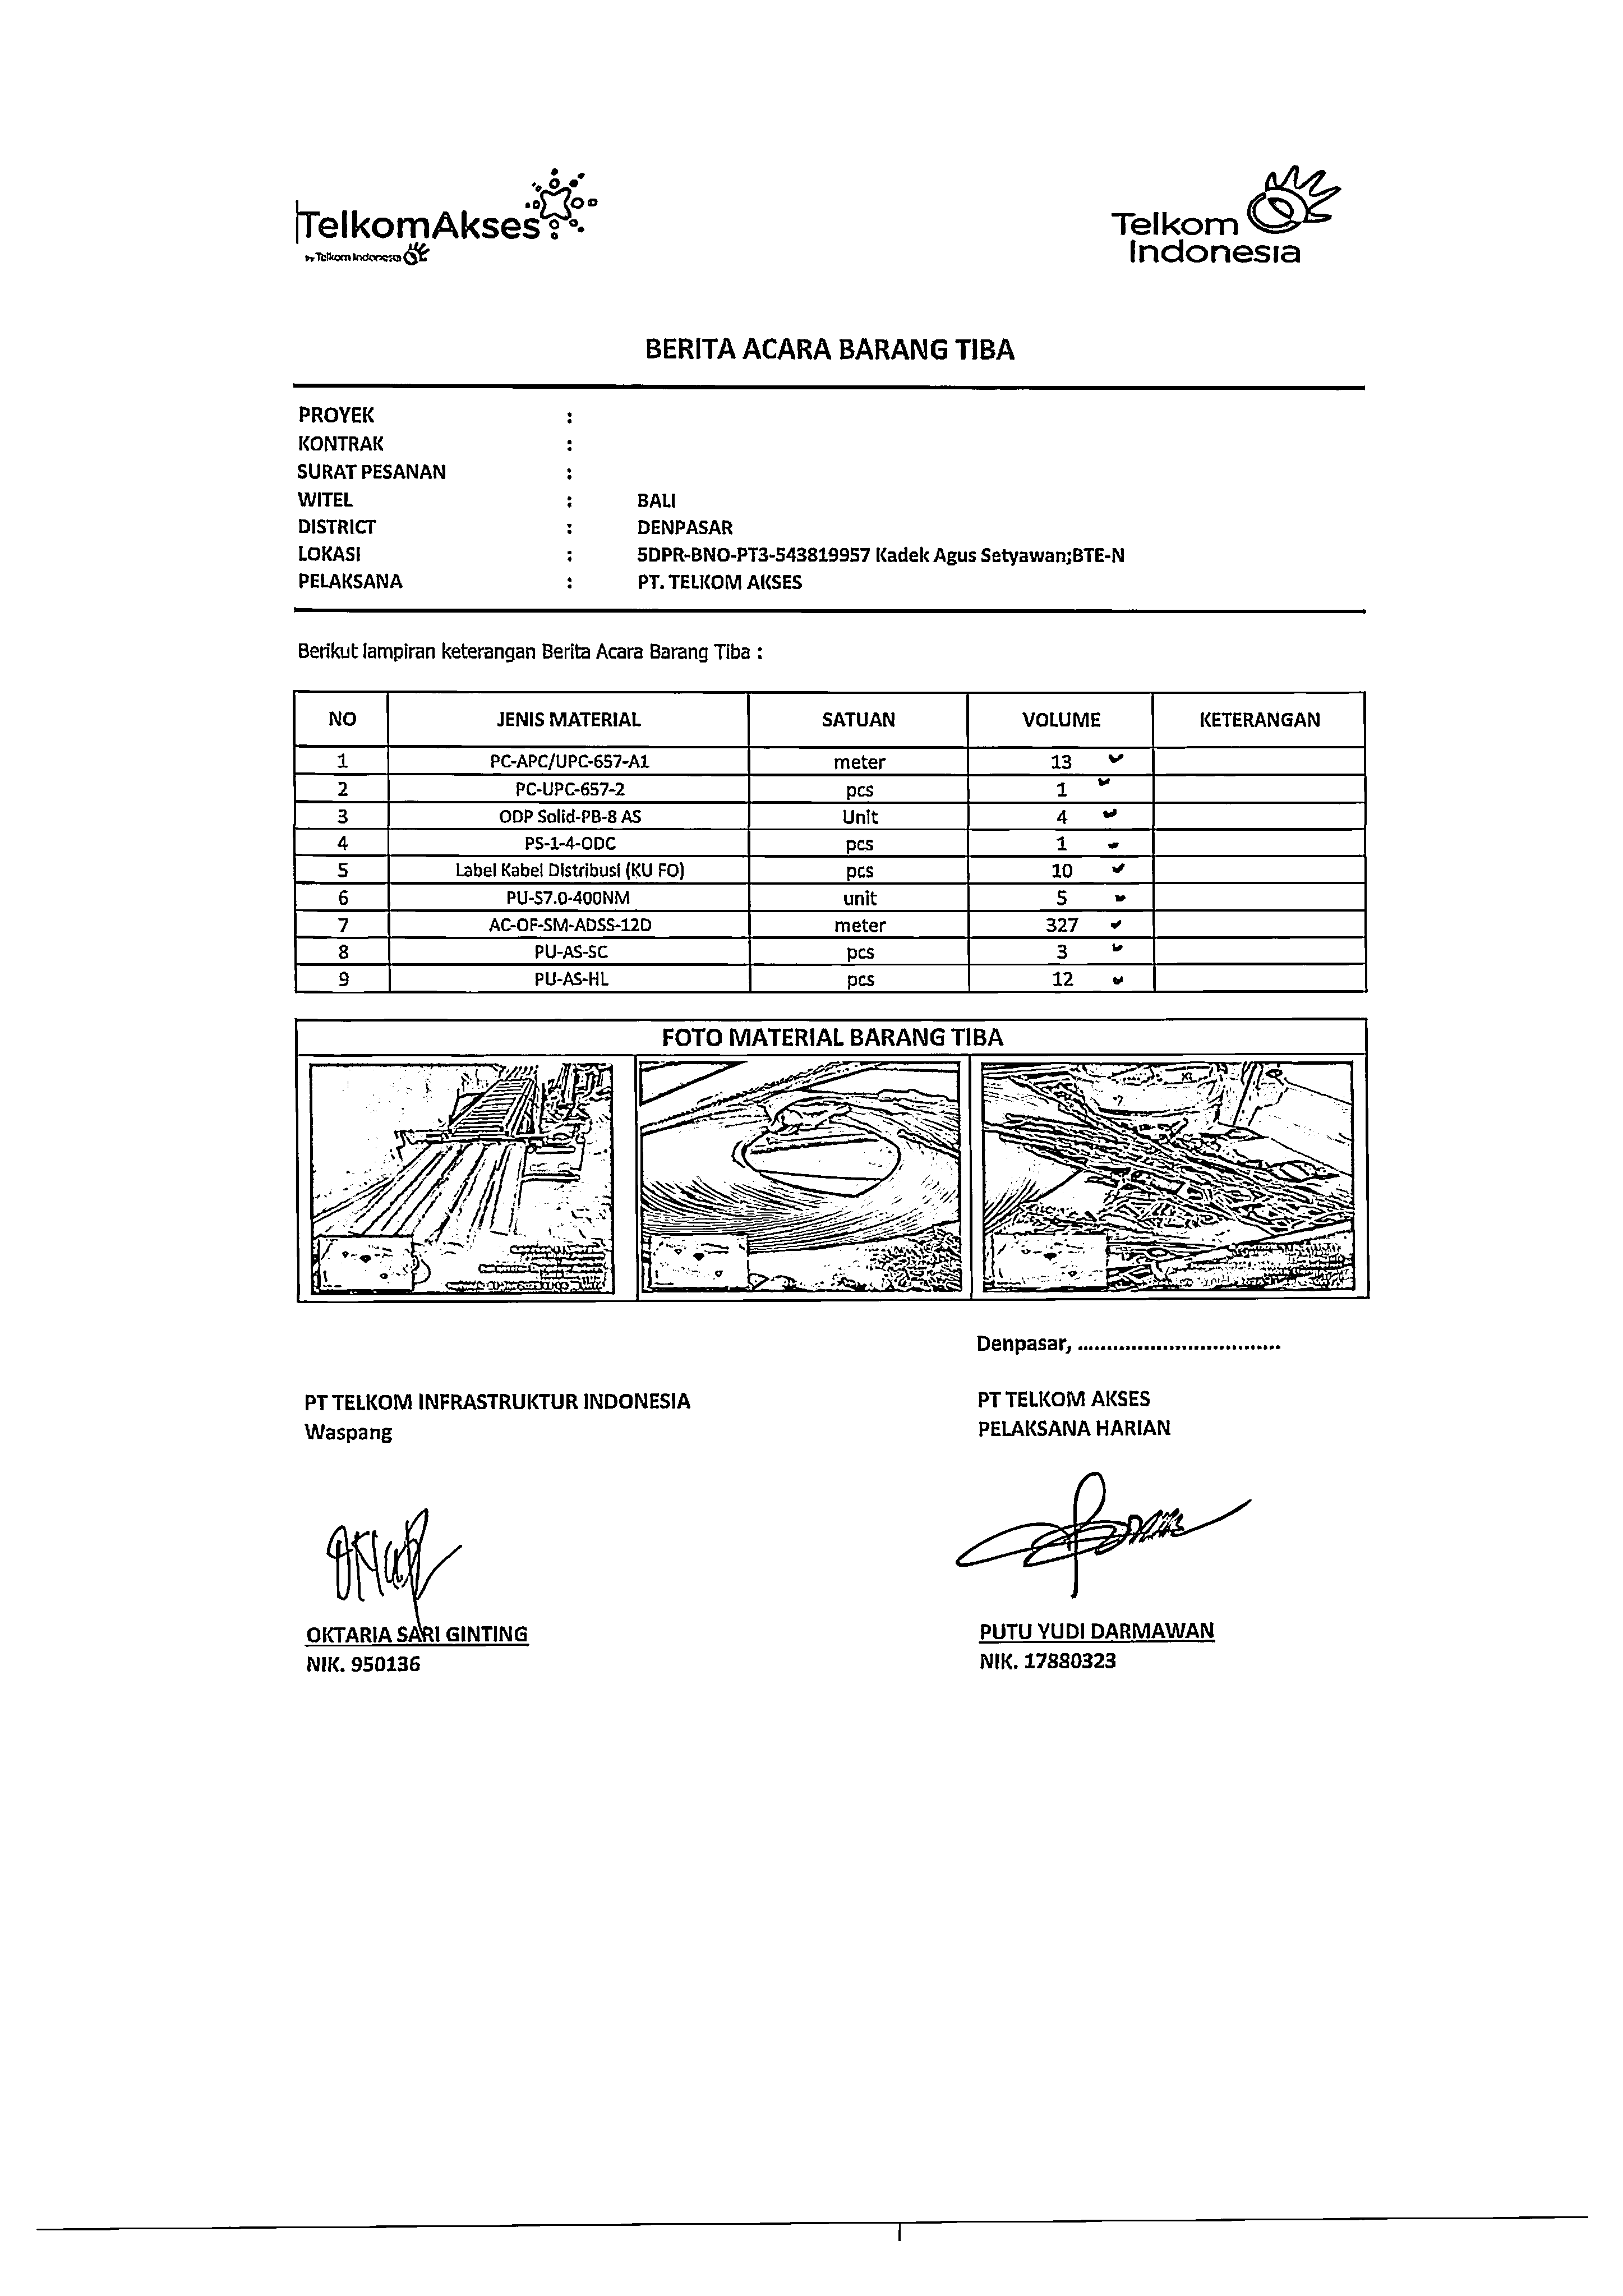 TelkomAkses
by Telkom Indonesia
Telkom
Indonesia
BERITA ACARA BARANG TIBA
PROYEK :
KONTRAK :
SURAT PESANAN :
WITEL : BALI
DISTRICT : DENPASAR
LOKASI : 5DPR-BNO-PT3-543819957 Kadek Agus Setyawan;BTE-N
PELAKSANA : PT. TELKOM AKSES
Berikut lampiran keterangan Berita Acara Barang Tiba :
NO JENIS MATERIAL SATUAN VOLUME KETERANGAN
1 PC-APC/UPC-657-A1 meter 13 ✓
2 PC-UPC-657-2 pcs 1 ✓
3 ODP Solid-PB-8 AS Unit 4 ✓
4 PS-1-4-ODC pcs 1 ✓
5 Label Kabel Distribusi (KU FO) pcs 10 ✓
6 PU-S7.0-400NM unit 5 ✓
7 AC-OF-SM-ADSS-12D meter 327 ✓
8 PU-AS-SC pcs 3 ✓
9 PU-AS-HL pcs 12 ✓
FOTO MATERIAL BARANG TIBA
Denpasar, ...................................
PT TELKOM INFRASTRUKTUR INDONESIA PT TELKOM AKSES
Waspang PELAKSANA HARIAN
OKTARIA SARI GINTING PUTU YUDI DARMAWAN
NIK. 950136 NIK. 17880323